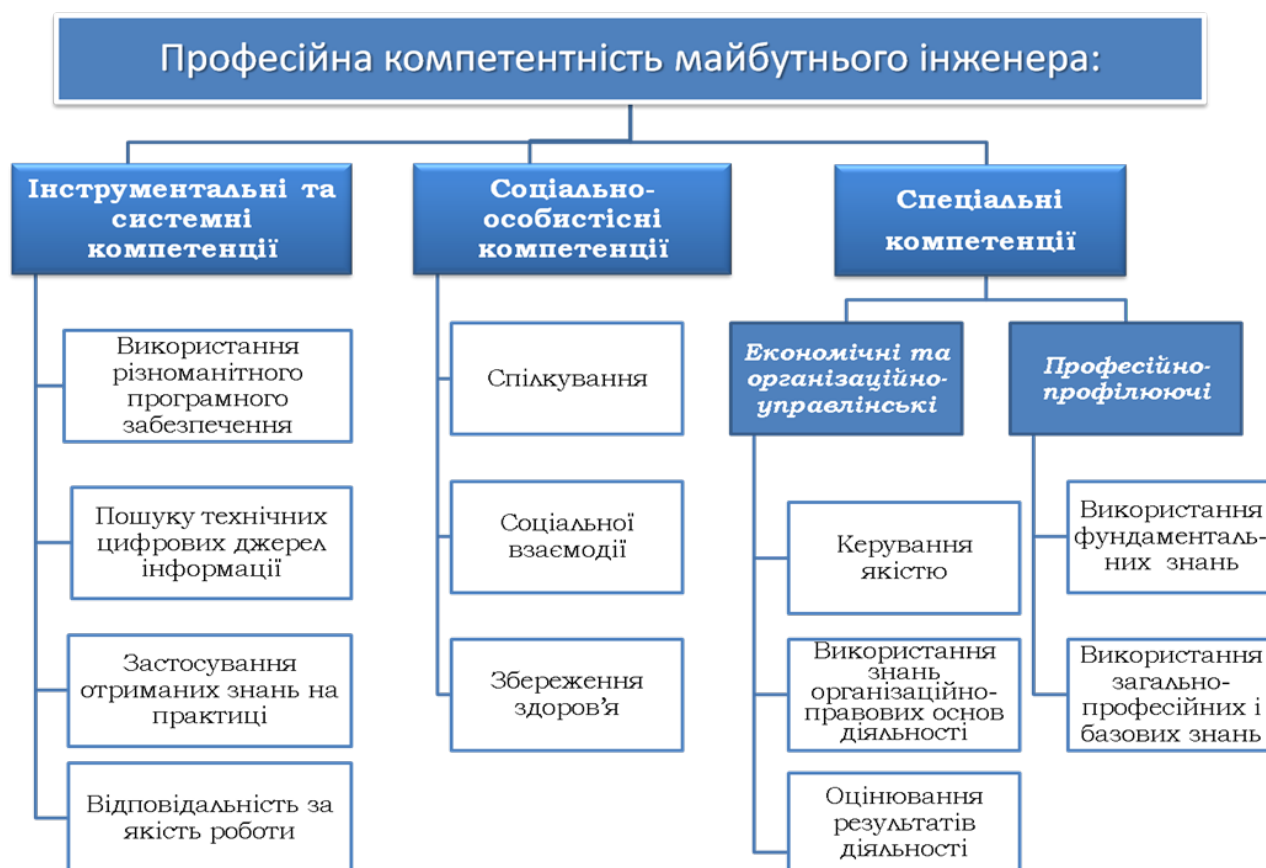 Професійна компетентність майбутнього інженера:
Інструментальні та
системні
компетенції
Використання
різноманітного
програмного
забезпечення
Пошуку технічних
цифрових джерел
інформації
Застосування
отриманих знань на
практиці
Відповідальність за
якість роботи
Соціально-
особистісні
компетенції
Спілкування
Соціальної
взаємодії
Збереження
здоров’я
Спеціальні
компетенції
Економічні та
організаційно-
управлінські
Керування
якістю
Використання
знань
організаційно-
правових основ
діяльності
Оцінювання
результатів
діяльності
Професійно-
профілюючі
Використання
фундаменталь-
них знань
Використання
загально-
професійних і
базових знань